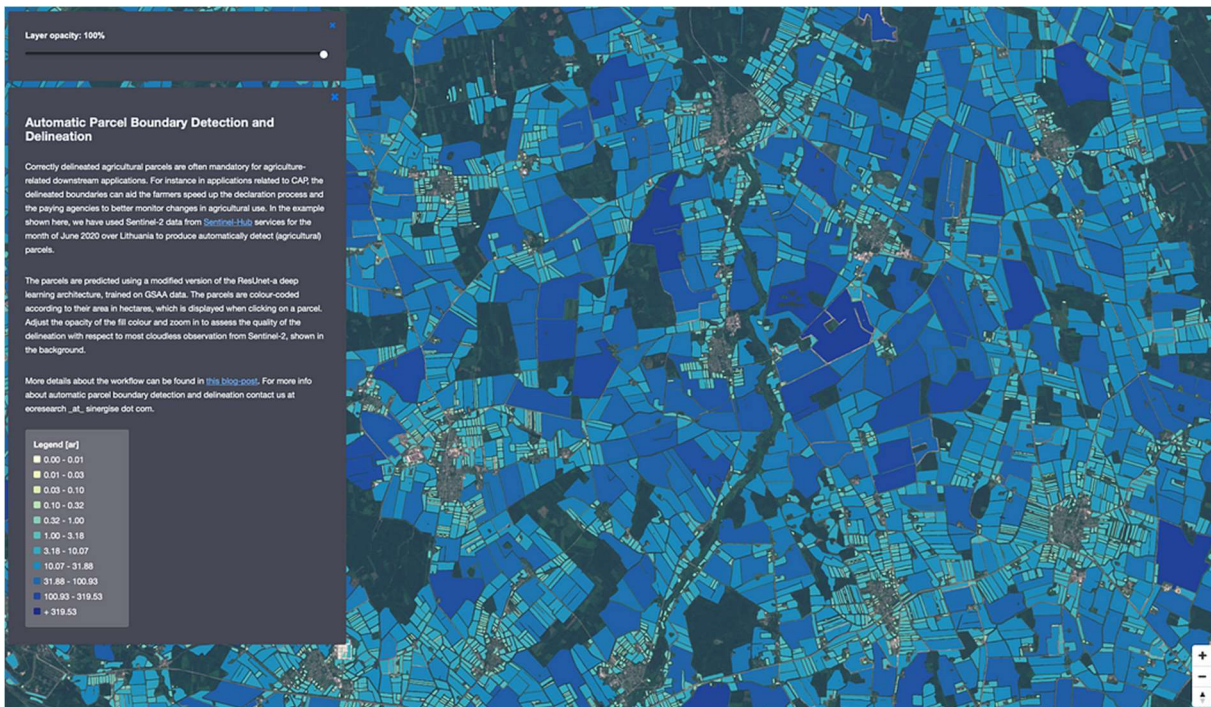 Layer opacity: 100%
Automatic Parcel Boundary Detection and
Delineation
Correctly delineated agricultural parcels are often mandatory for agriculture-
related downstream applications. For instance in applications related to CAP, the
delineated boundaries can aid the farmers speed up the declaration process and
the paying agencies to better monitor changes in agricultural use. In the example
shown here, we have used Sentinel-2 data from Sentinel-Hub services for the
month of June 2020 over Lithuania to produce automatically detect (agricultural)
parcels.
The parcels are predicted using a modified version of the ResUnet-a deep
learning architecture, trained on GSAA data. The parcels are colour-coded
according to their area in hectares, which is displayed when clicking on a parcel.
Adjust the opacity of the fill colour and zoom in to assess the quality of the
delineation with respect to most cloudless observation from Sentinel-2, shown in
the background.
More details about the workflow can be found in this blog-post. For more info
about automatic parcel boundary detection and delineation contact us at
eoresearch _at_ sinergise dot com.
Legend [ar]
0.00 - 0.01
0.01 - 0.03
0.03 - 0.10
0.10 - 0.32
0.32 - 1.00
1.00 - 3.18
3.18 - 10.07
10.07 - 31.88
31.88 - 100.93
100.93 - 319.53
+ 319.53